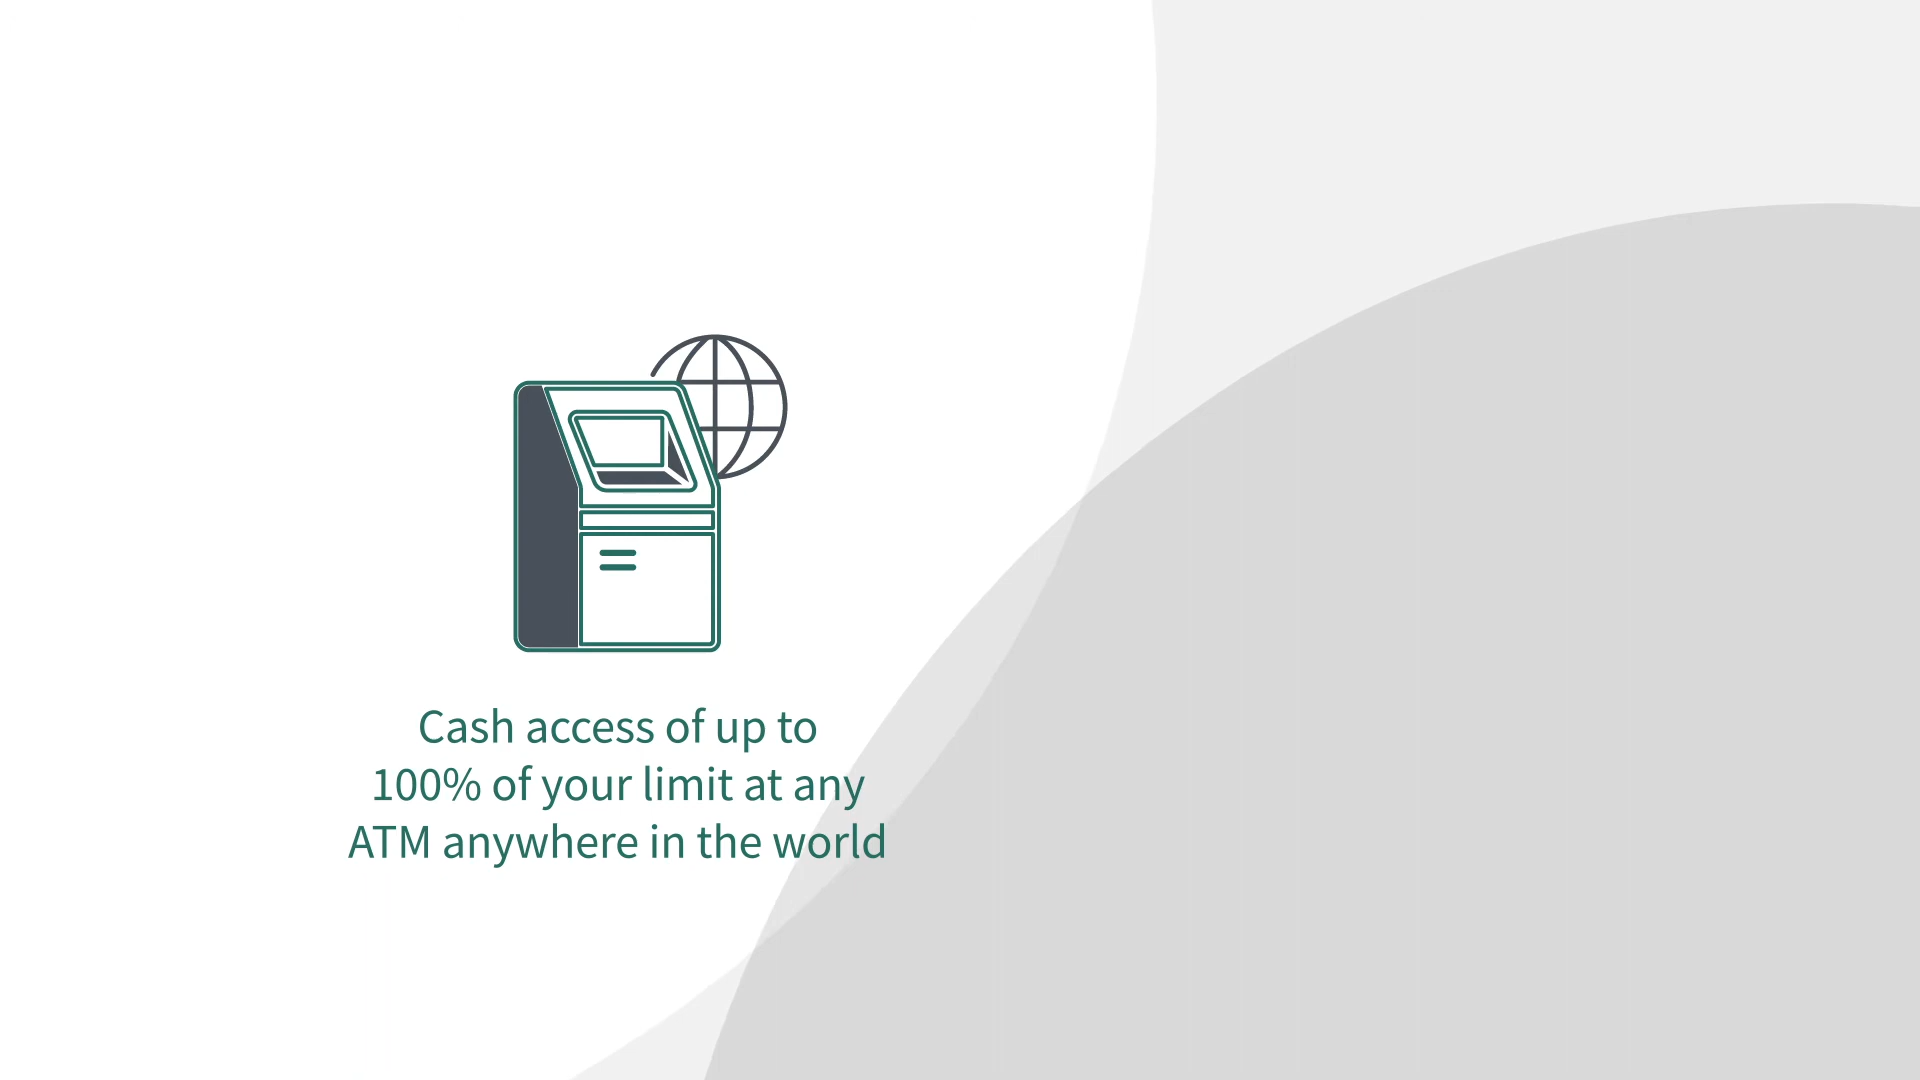 Cash access of up to
100% of your limit at any
ATM anywhere in the world